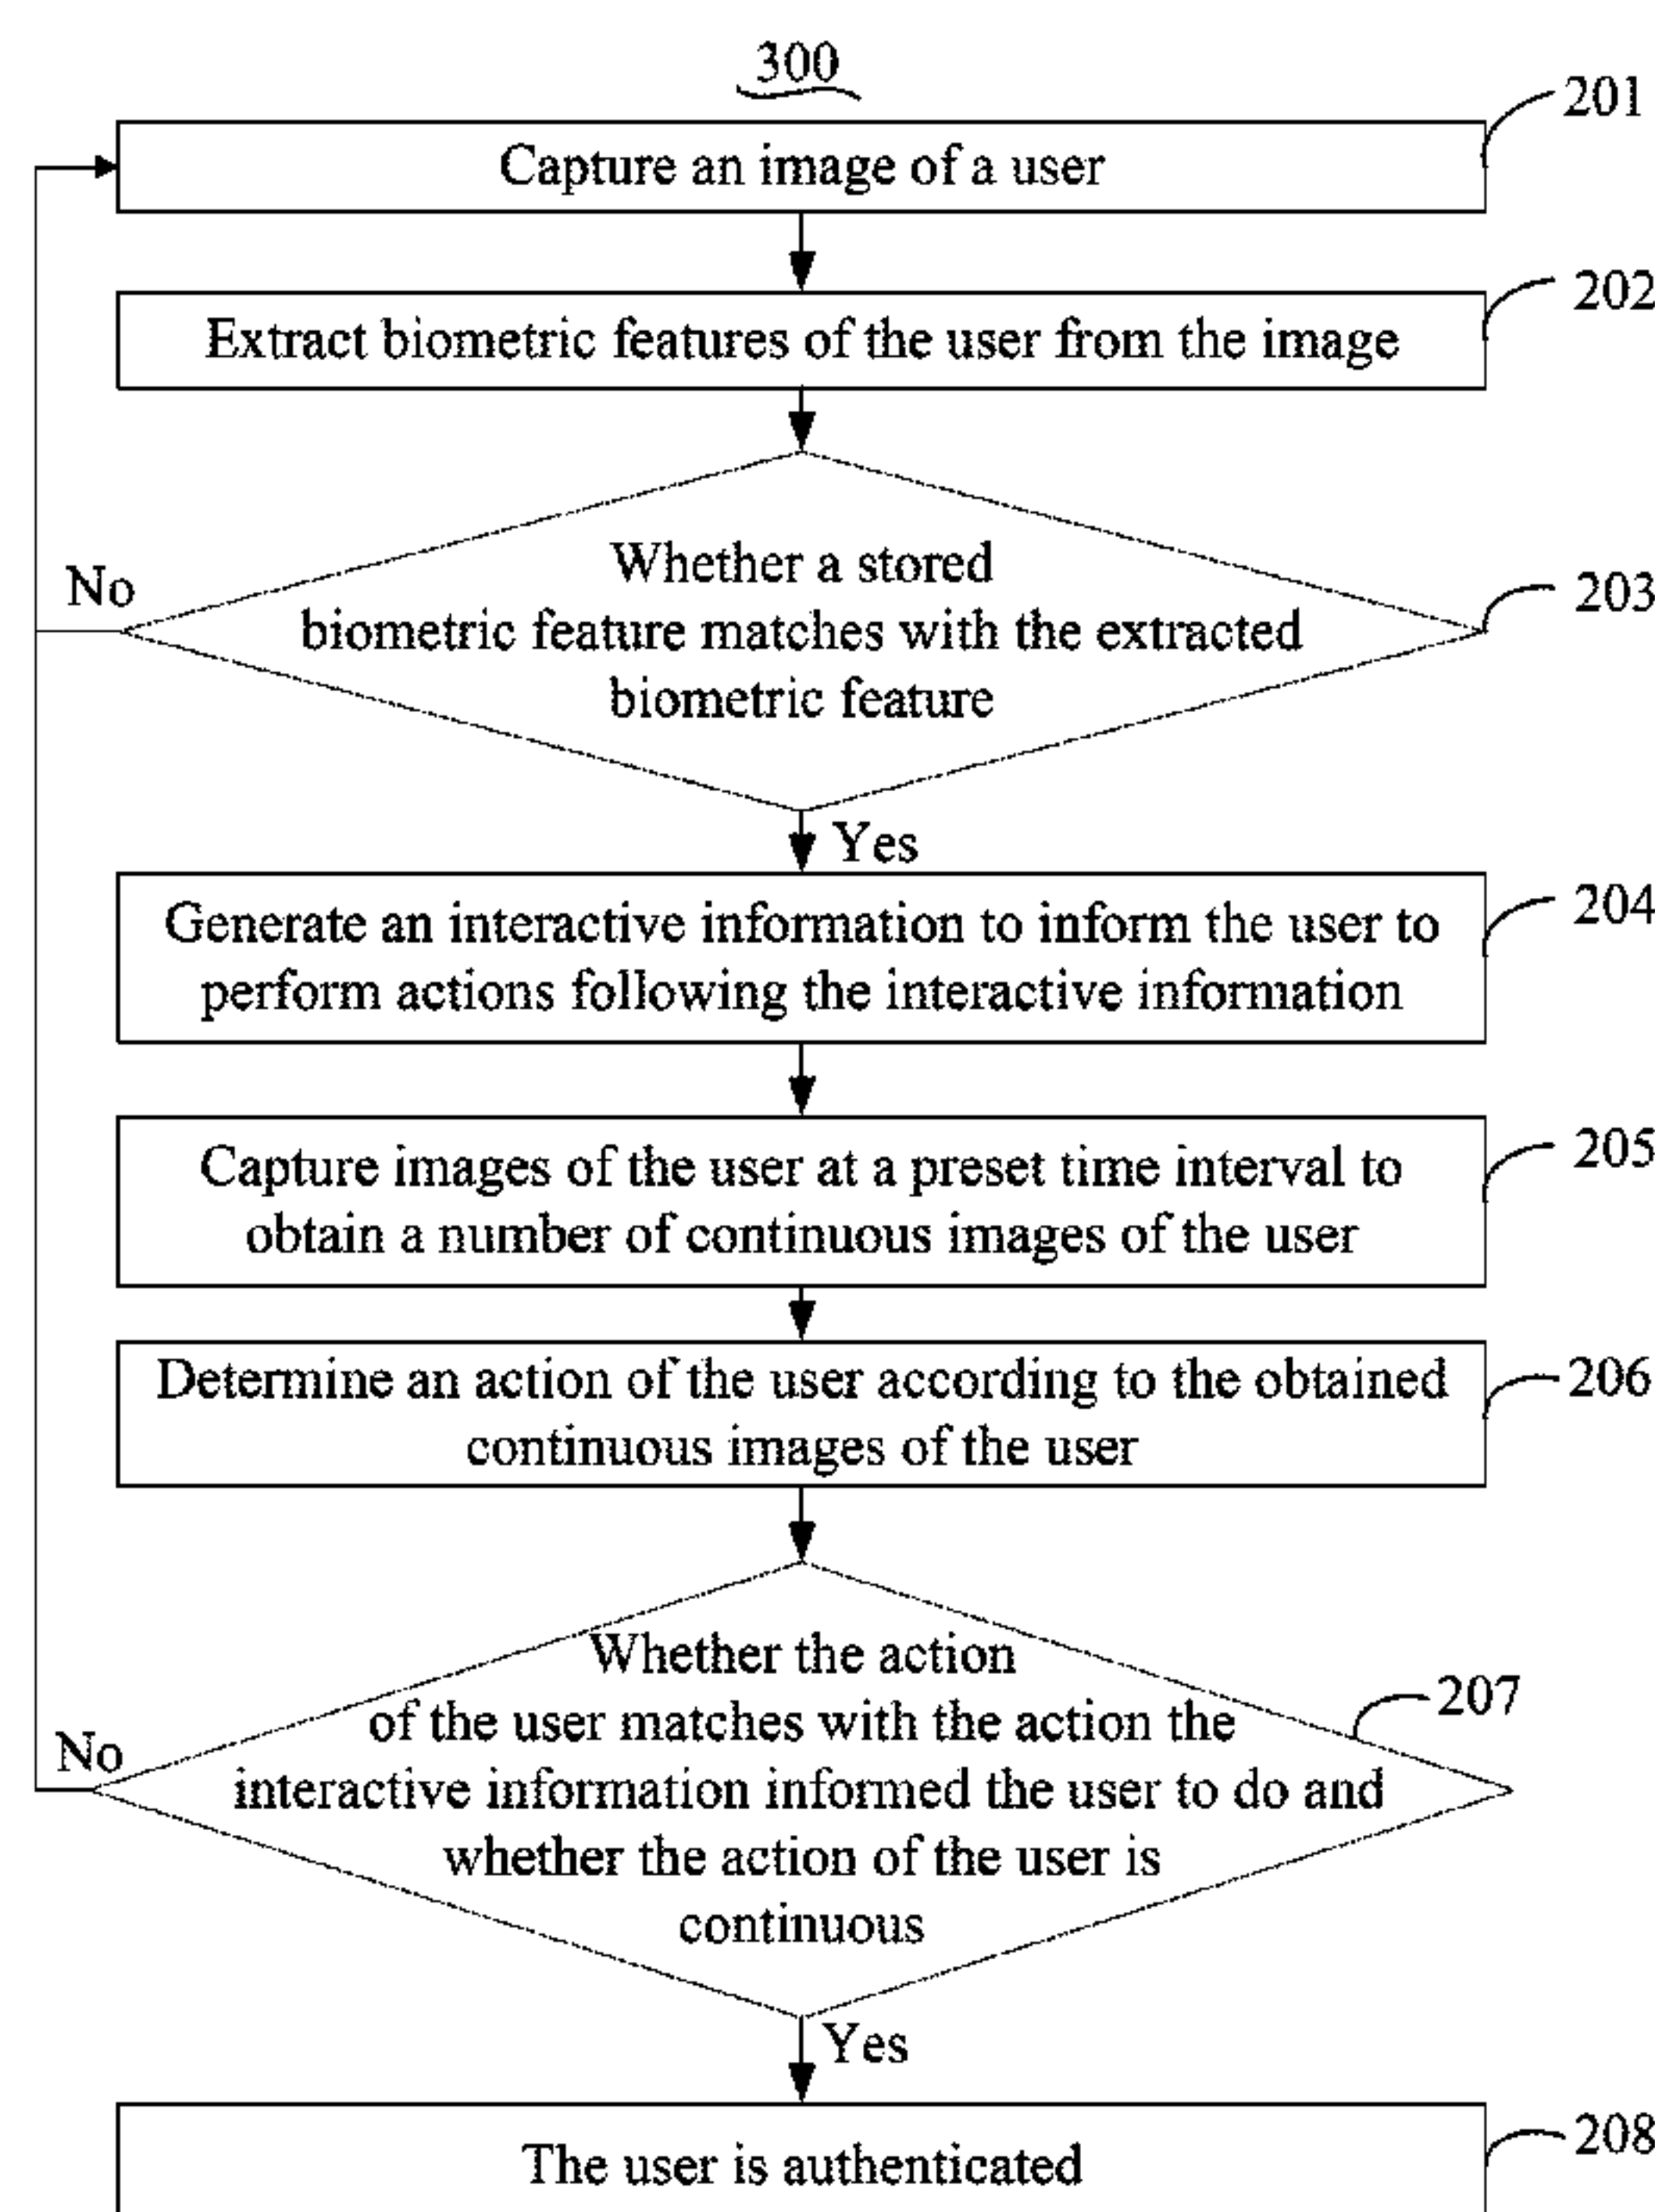 300
201
Capture an image of a user
202
Extract biometric features of the user from the image
203
Whether a stored
biometric feature matches with the extracted
biometric feature
No
Yes
204
Generate an interactive information to inform the user to
perform actions following the interactive information
205
Capture images of the user at a preset time interval to
obtain a number of continuous images of the user
206
Determine an action of the user according to the obtained
continuous images of the user
207
Whether the action
of the user matches with the action the
interactive information informed the user to do and
whether the action of the user is
continuous
No
Yes
208
The user is authenticated